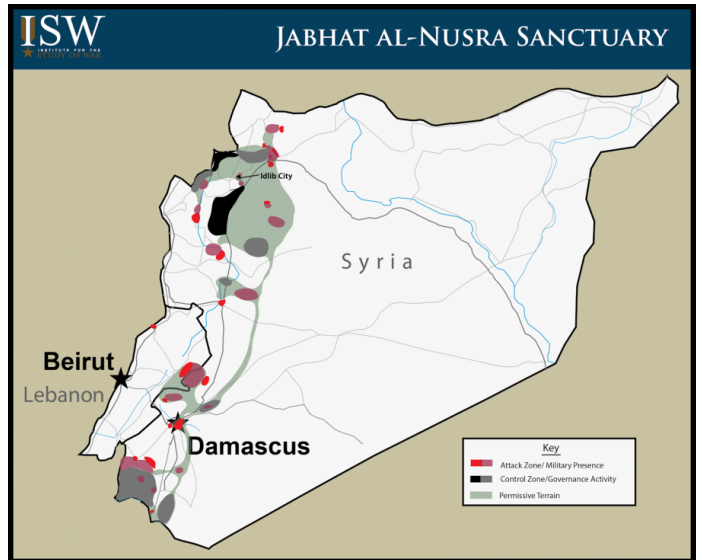 ISW
INSTITUTE FOR THE
STUDY OF WAR
JABHAT AL-NUSRA SANCTUARY
Idlib City
Syria
Beirut
Lebanon
Damascus
Key
Attack Zone/ Military Presence
Control Zone/Governance Activity
Permissive Terrain